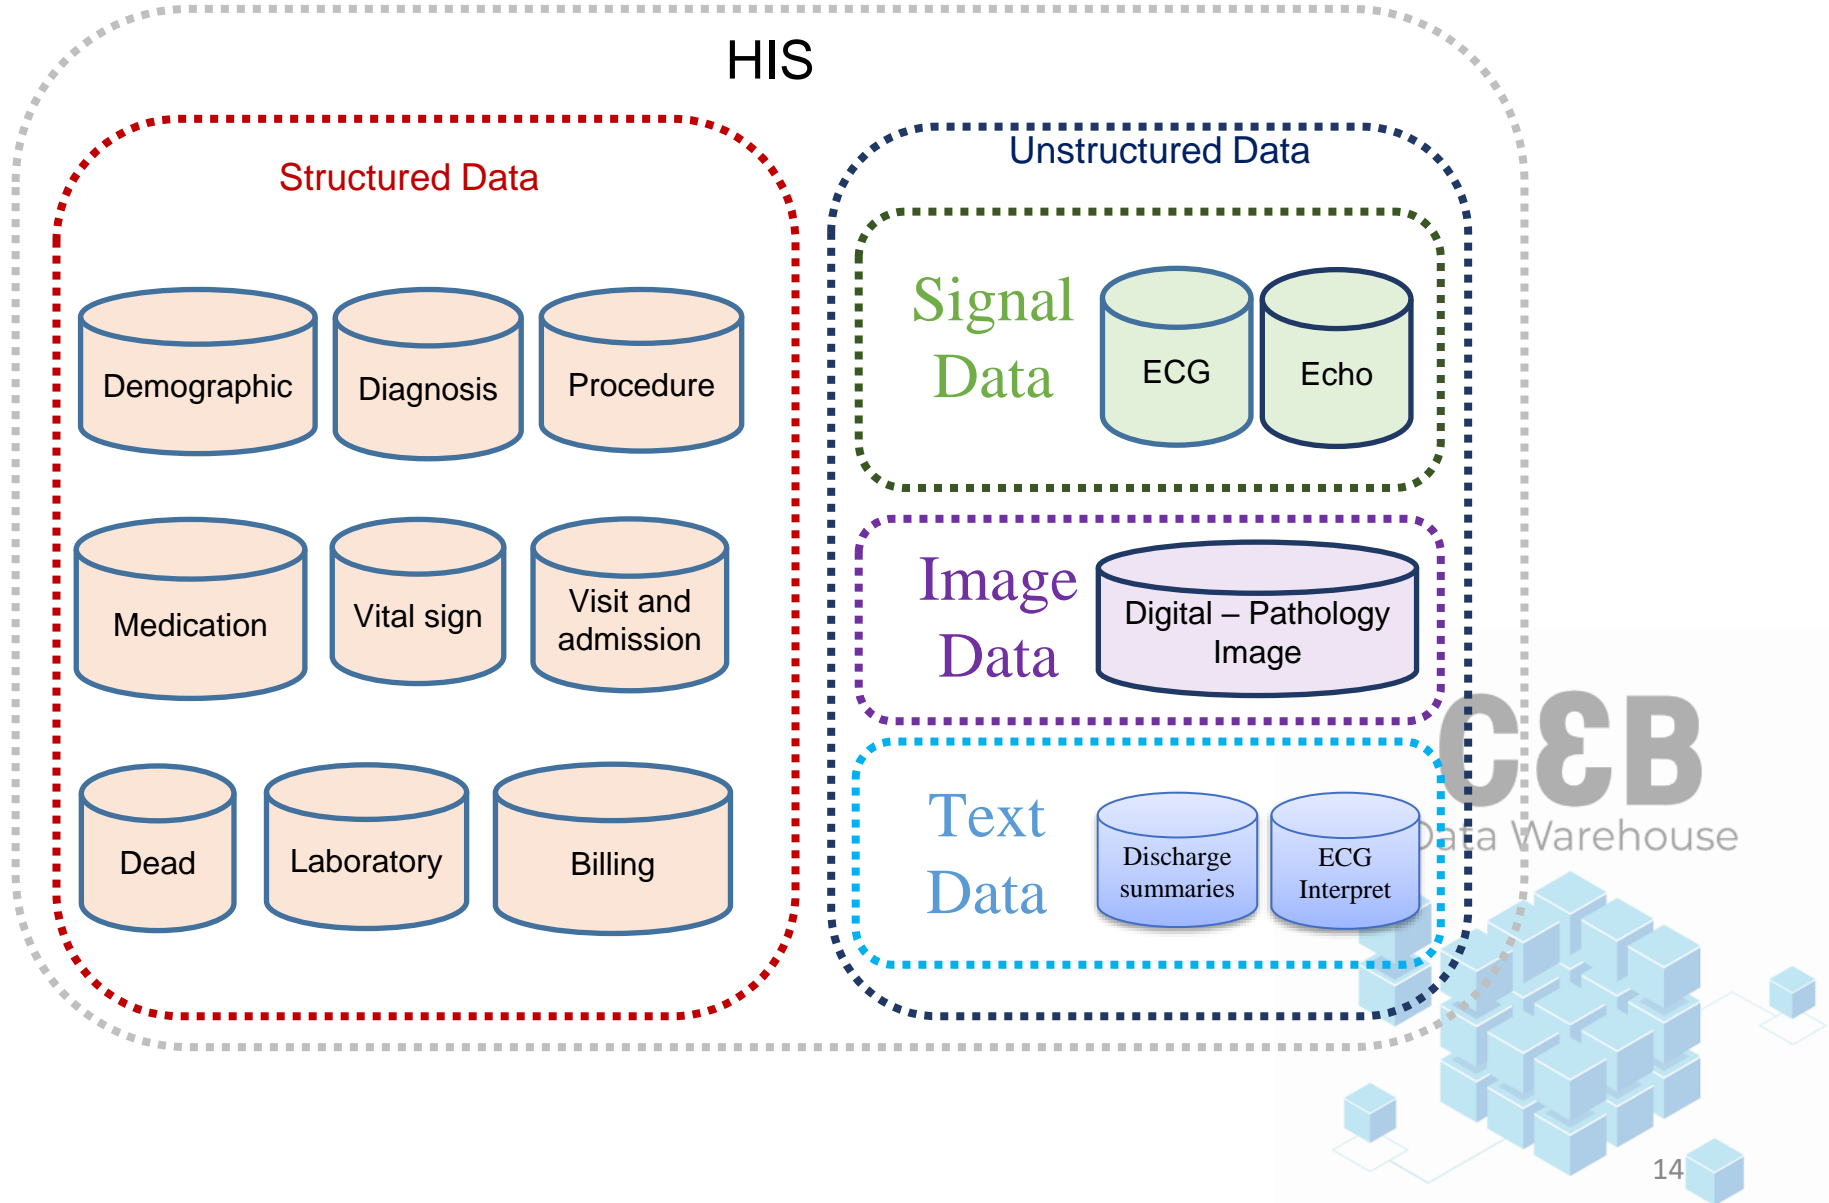 HIS
Structured Data
Demographic
Diagnosis
Procedure
Medication
Vital sign
Visit and
admission
Dead
Laboratory
Billing
Unstructured Data
Signal
Data
ECG
Echo
Image
Data
Digital – Pathology
Image
Text
Data
Discharge
summaries
ECG
Interpret
CEB
Data Warehouse
14